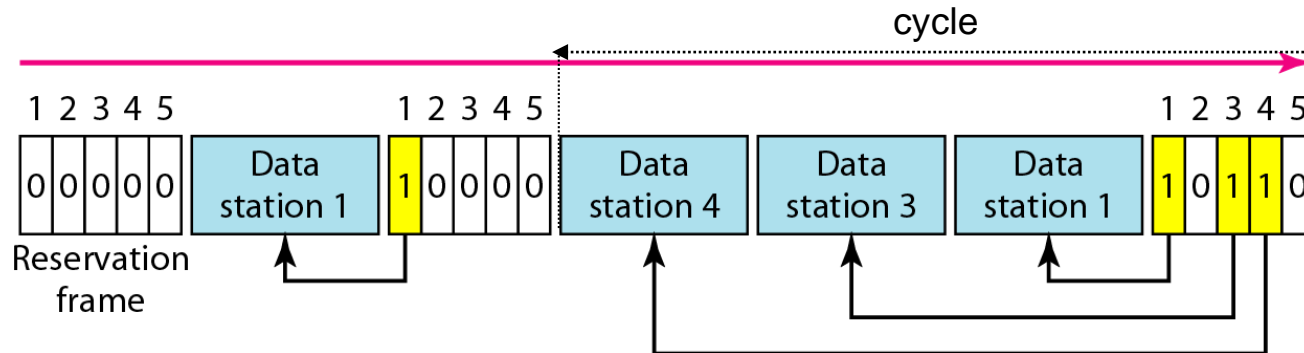 cycle
1 2 3 4 5
1 2 3 4 5
1 2 3 4 5
0 0 0 0 0
Data
station 1
1 0 0 0 0
Data
station 4
Data
station 3
Data
station 1
1 0 1 1 0
Reservation
frame